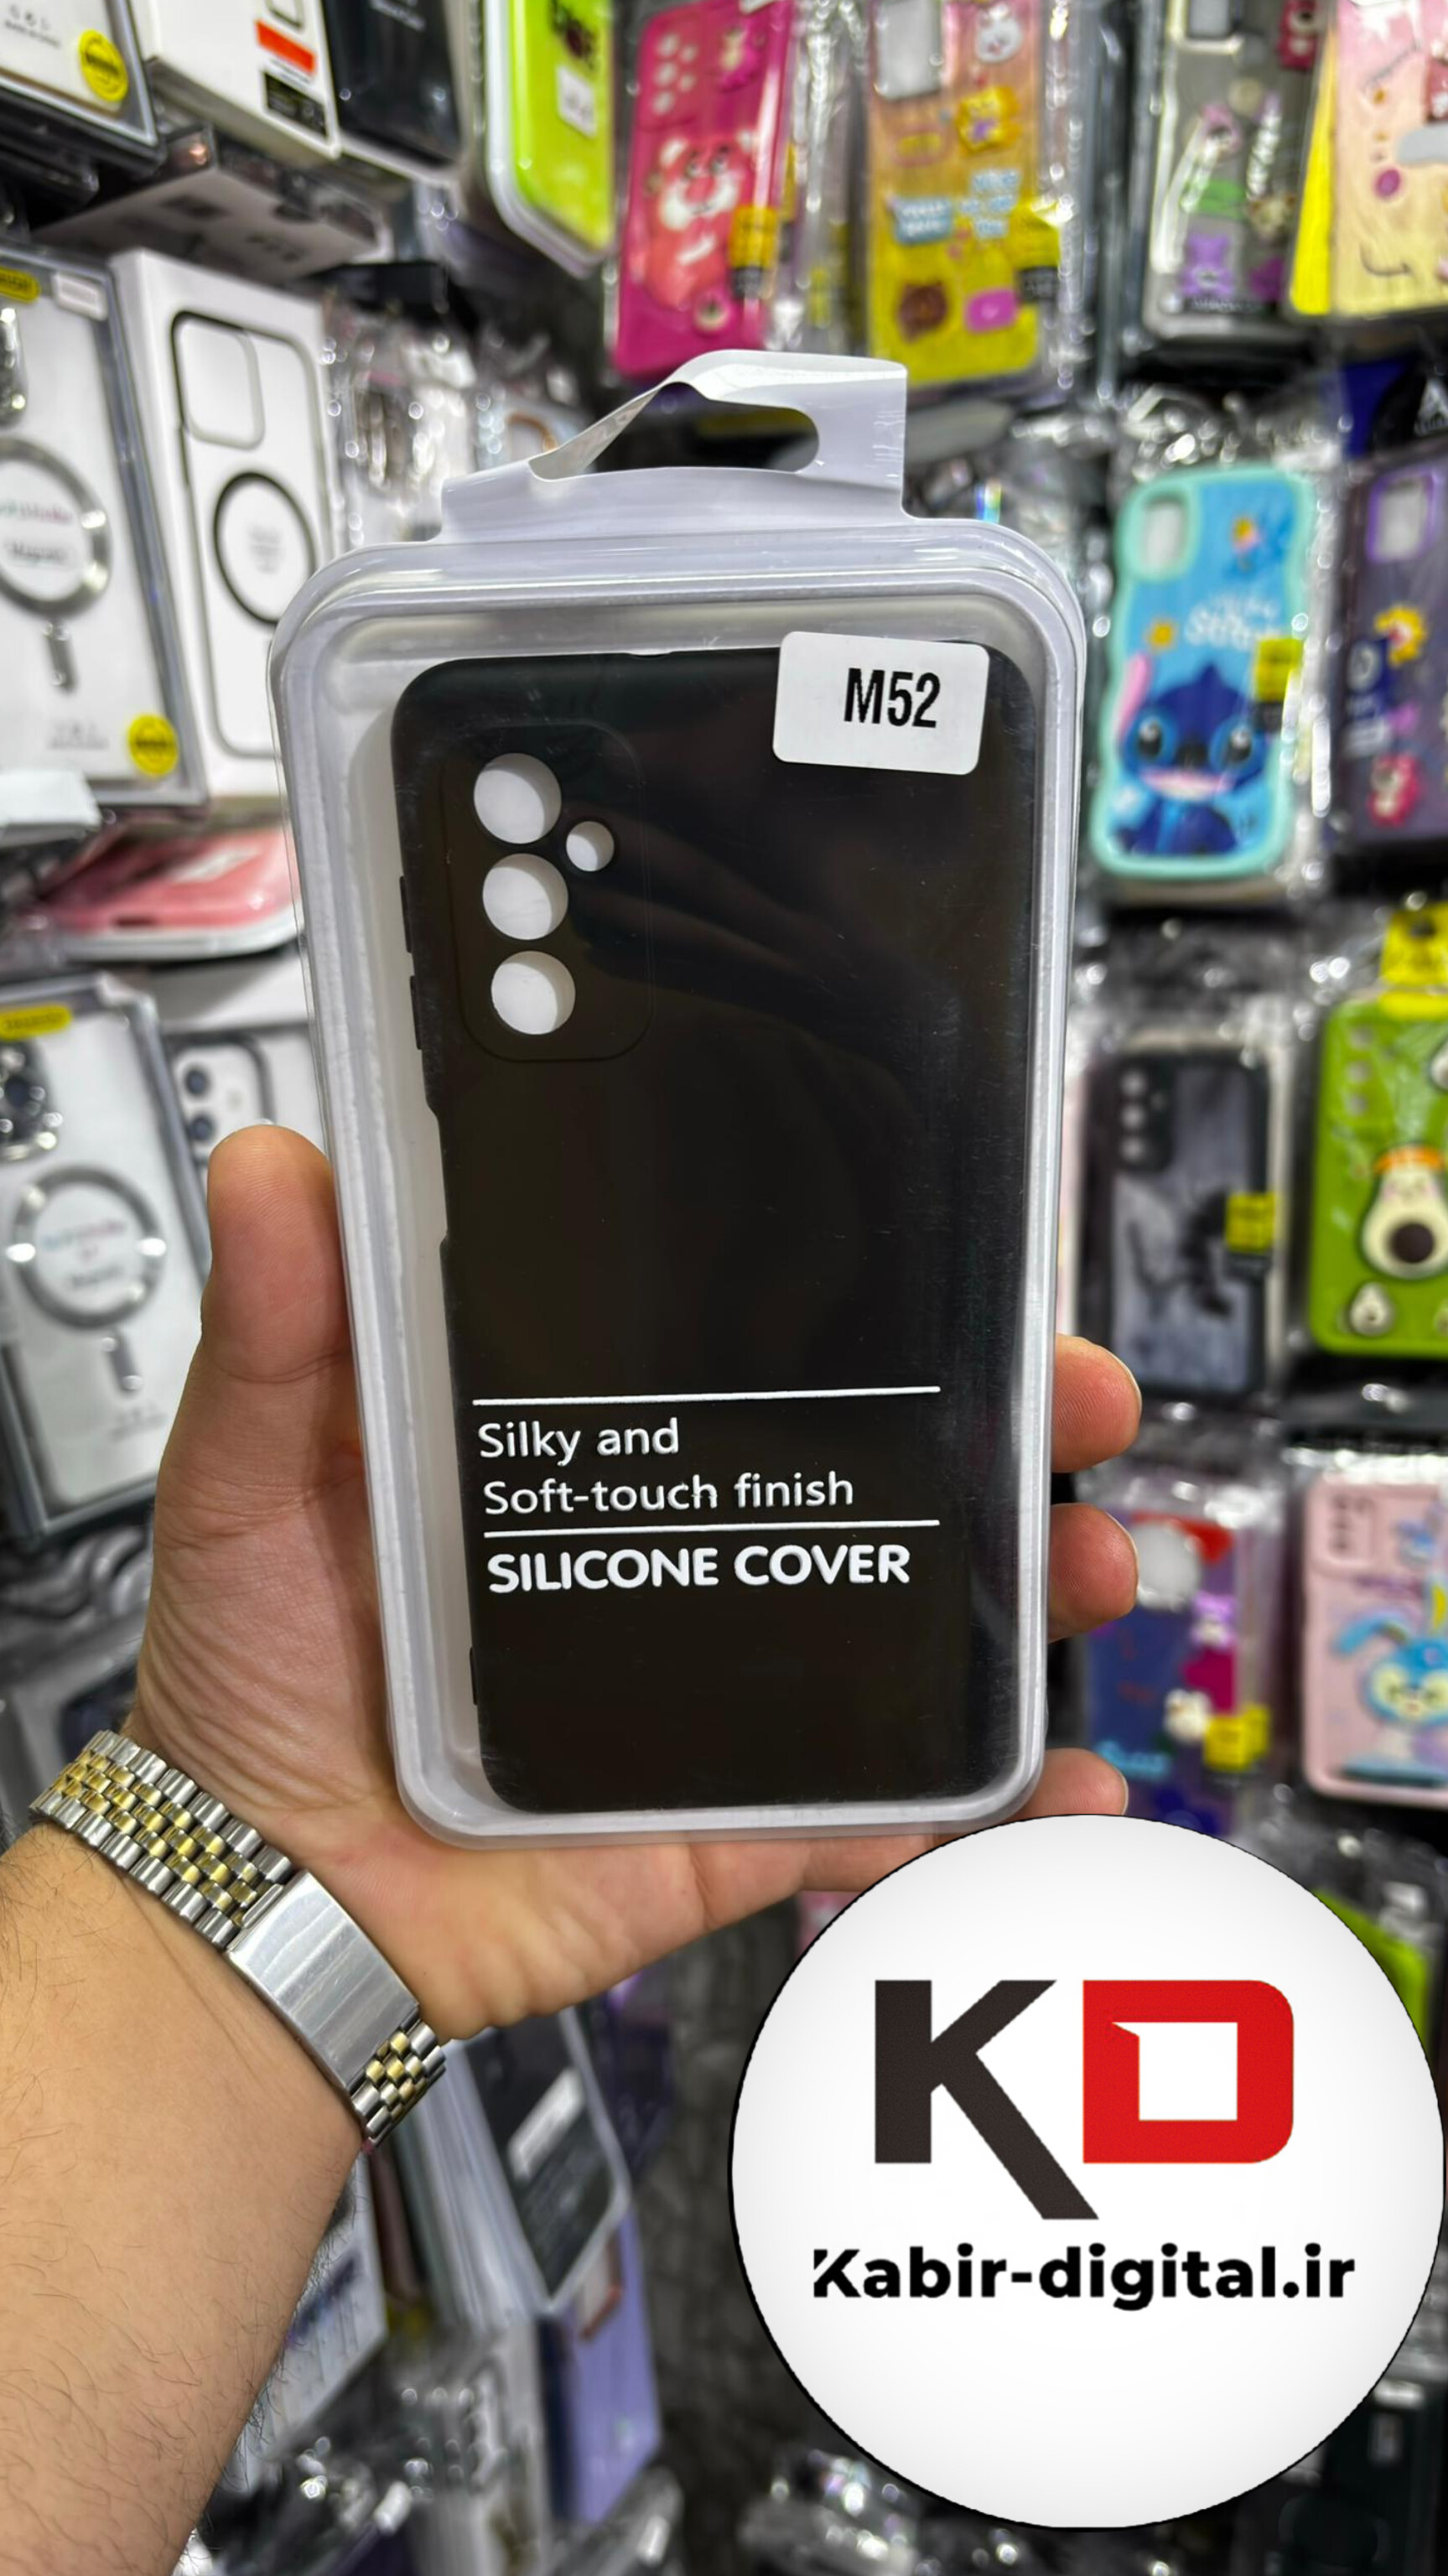 M52
Silky and
Soft-touch finish
SILICONE COVER
KD
Kabir-digital.ir